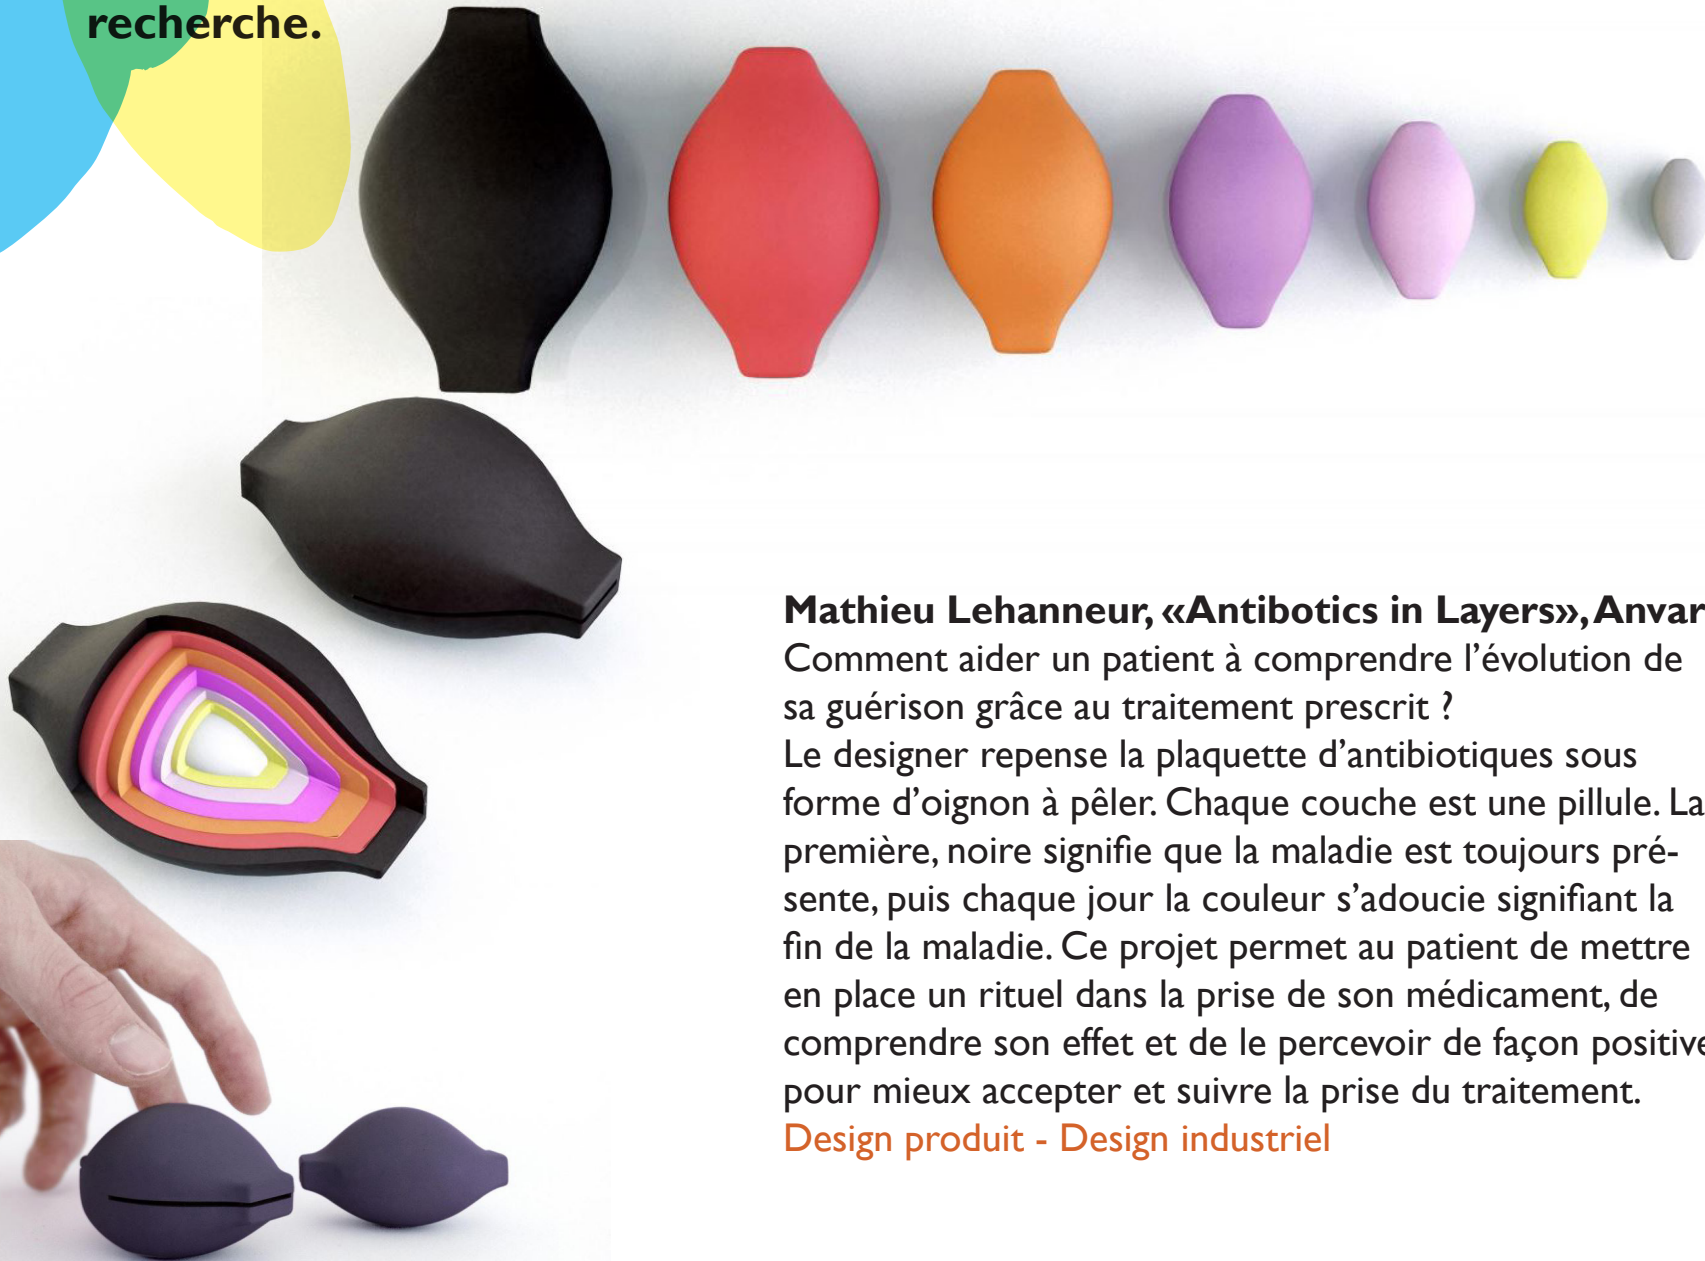 recherche.
Mathieu Lehanneur, «Antibotics in Layers», Anvar
Comment aider un patient à comprendre l’évolution de
sa guérison grâce au traitement prescrit ?
Le designer repense la plaquette d’antibiotiques sous
forme d’oignon à pêler. Chaque couche est une pillule. La
première, noire signifie que la maladie est toujours pré-
sente, puis chaque jour la couleur s’adoucie signifiant la
fin de la maladie. Ce projet permet au patient de mettre
en place un rituel dans la prise de son médicament, de
comprendre son effet et de le percevoir de façon positive
pour mieux accepter et suivre la prise du traitement.
Design produit - Design industriel